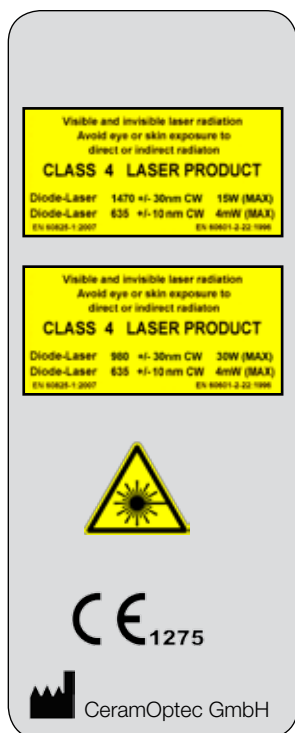 Visible and invisible laser radiation
Avoid eye or skin exposure to
direct or indirect radiaton
CLASS 4 LASER PRODUCT
Diode-Laser 1470 +/- 30nm CW 15W (MAX)
Diode-Laser 635 +/-10 nm CW 4mW (MAX)
EN 60825-1:2007 EN 60601-2-22:1996
Visible and invisible laser radiation
Avoid eye or skin exposure to
direct or indirect radiaton
CLASS 4 LASER PRODUCT
Diode-Laser 980 +/- 30nm CW 30W (MAX)
Diode-Laser 635 +/-10 nm CW 4mW (MAX)
EN 60825-1:2007 EN 60601-2-22:1996
CE 1275
CeramOptec GmbH